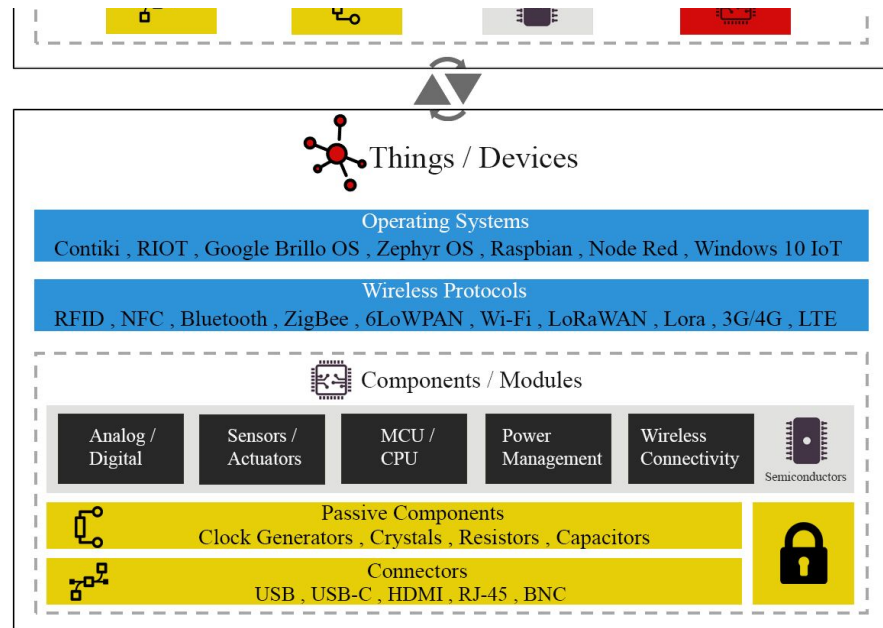 Things / Devices
Operating Systems
Contiki , RIOT , Google Brillo OS , Zephyr OS , Raspbian , Node Red , Windows 10 IoT
Wireless Protocols
RFID , NFC , Bluetooth , ZigBee , 6LoWPAN , Wi-Fi , LoRaWAN , Lora , 3G/4G , LTE
Components / Modules
Analog /
Digital
Sensors /
Actuators
MCU /
CPU
Power
Management
Wireless
Connectivity
Semiconductors
Passive Components
Clock Generators , Crystals , Resistors , Capacitors
Connectors
USB , USB-C , HDMI , RJ-45 , BNC